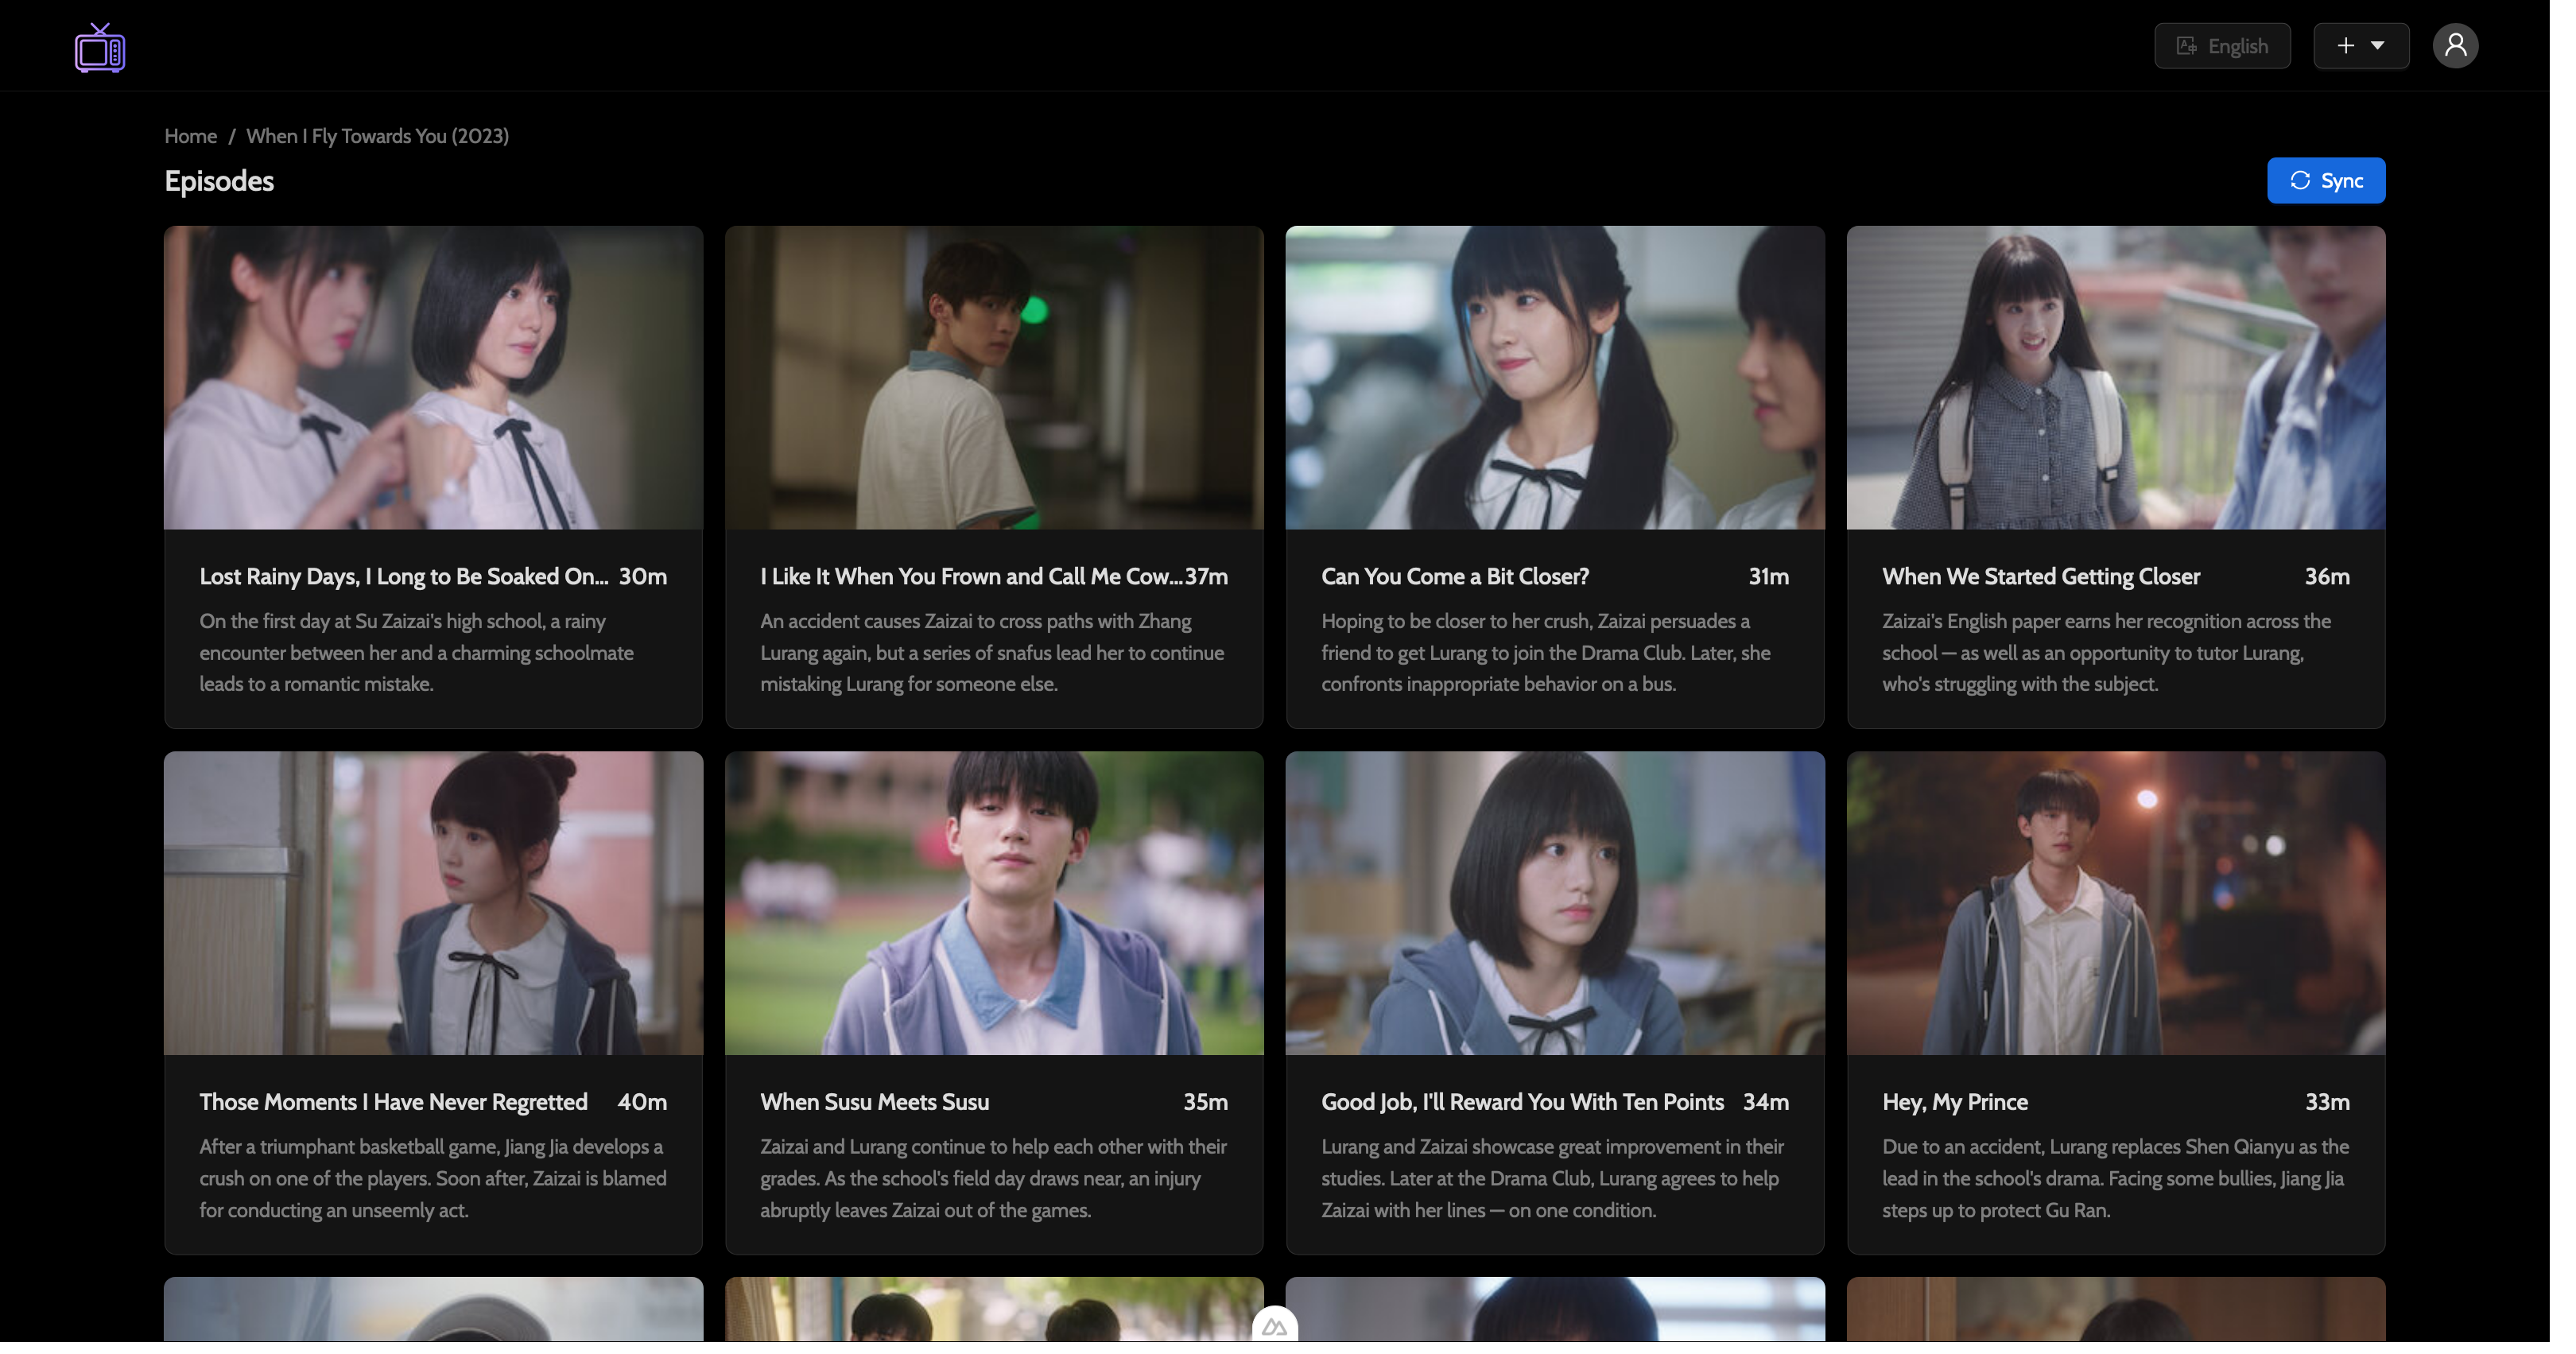 English
Home / When I Fly Towards You (2023)
Episodes
Sync
Lost Rainy Days, I Long to Be Soaked On... 30m
On the first day at Su Zaizai's high school, a rainy
encounter between her and a charming schoolmate
leads to a romantic mistake.
I Like It When You Frown and Call Me Cow... 37m
An accident causes Zaizai to cross paths with Zhang
Lurang again, but a series of snafus lead her to continue
mistaking Lurang for someone else.
Can You Come a Bit Closer? 31m
Hoping to be closer to her crush, Zaizai persuades a
friend to get Lurang to join the Drama Club. Later, she
confronts inappropriate behavior on a bus.
When We Started Getting Closer 36m
Zaizai's English paper earns her recognition across the
school — as well as an opportunity to tutor Lurang,
who's struggling with the subject.
Those Moments I Have Never Regretted 40m
After a triumphant basketball game, Jiang Jia develops a
crush on one of the players. Soon after, Zaizai is blamed
for conducting an unseemly act.
When Susu Meets Susu 35m
Zaizai and Lurang continue to help each other with their
grades. As the school's field day draws near, an injury
abruptly leaves Zaizai out of the games.
Good Job, I'll Reward You With Ten Points 34m
Lurang and Zaizai showcase great improvement in their
studies. Later at the Drama Club, Lurang agrees to help
Zaizai with her lines — on one condition.
Hey, My Prince 33m
Due to an accident, Lurang replaces Shen Qianyu as the
lead in the school's drama. Facing some bullies, Jiang Jia
steps up to protect Gu Ran.